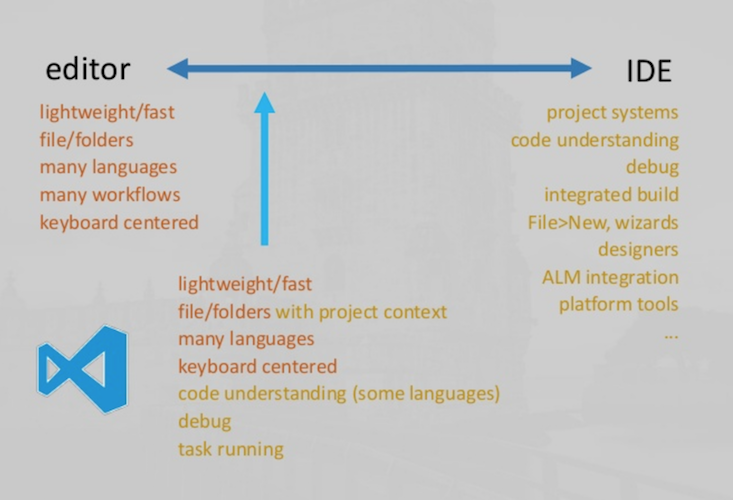 editor
IDE
lightweight/fast
file/folders
many languages
many workflows
keyboard centered
project systems
code understanding
debug
integrated build
File>New, wizards
designers
ALM integration
platform tools
...
lightweight/fast
file/folders with project context
many languages
keyboard centered
code understanding (some languages)
debug
task running